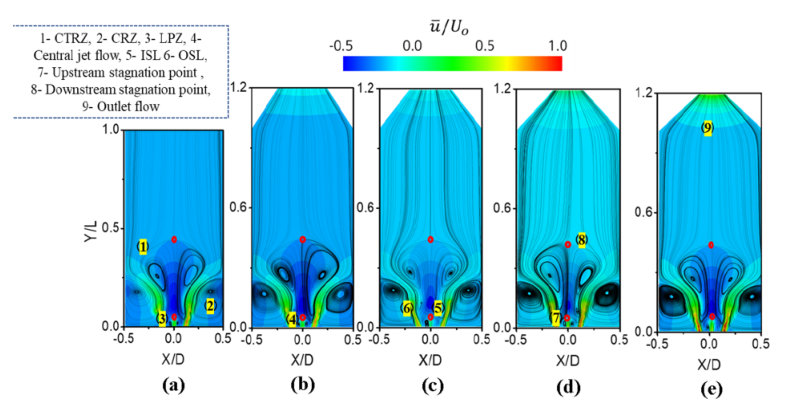 1- CTRZ, 2- CRZ, 3- LPZ, 4-
Central jet flow, 5- ISL 6- OSL,
7- Upstream stagnation point ,
8- Downstream stagnation point,
9- Outlet flow
u̅/U_o
-0.5 0.0 0.5 1.0
1.0
0.5
0.0
Y/L
(1)
(2)
(3)
-0.5 0.0 0.5
X/D
(a)
1.2
0.6
0.0
(4)
-0.5 0.0 0.5
X/D
(b)
1.2
0.6
0.0
(6)
(5)
-0.5 0.0 0.5
X/D
(c)
1.2
0.6
0.0
(8)
(7)
-0.5 0.0 0.5
X/D
(d)
1.2
0.6
0.0
(9)
-0.5 0.0 0.5
X/D
(e)